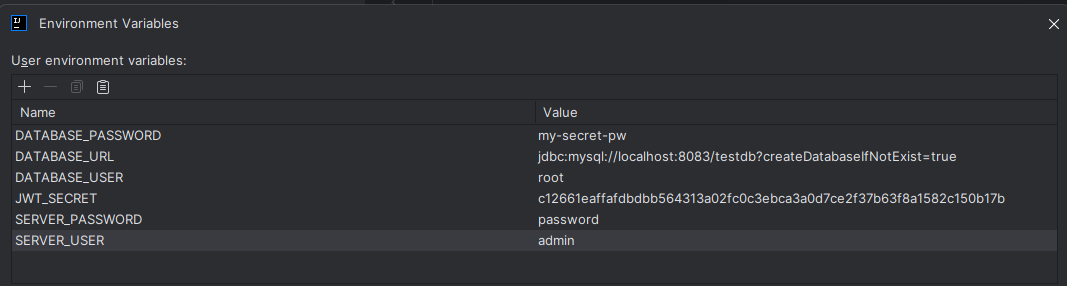 IJ
Environment Variables
User environment variables:
Name Value
DATABASE_PASSWORD my-secret-pw
DATABASE_URL jdbc:mysql://localhost:8083/testdb?createDatabaseIfNotExist=true
DATABASE_USER root
JWT_SECRET c12661eaffafdbdbb564313a02fc0c3ebca3a0d7ce2f37b63f8a1582c150b17b
SERVER_PASSWORD password
SERVER_USER admin